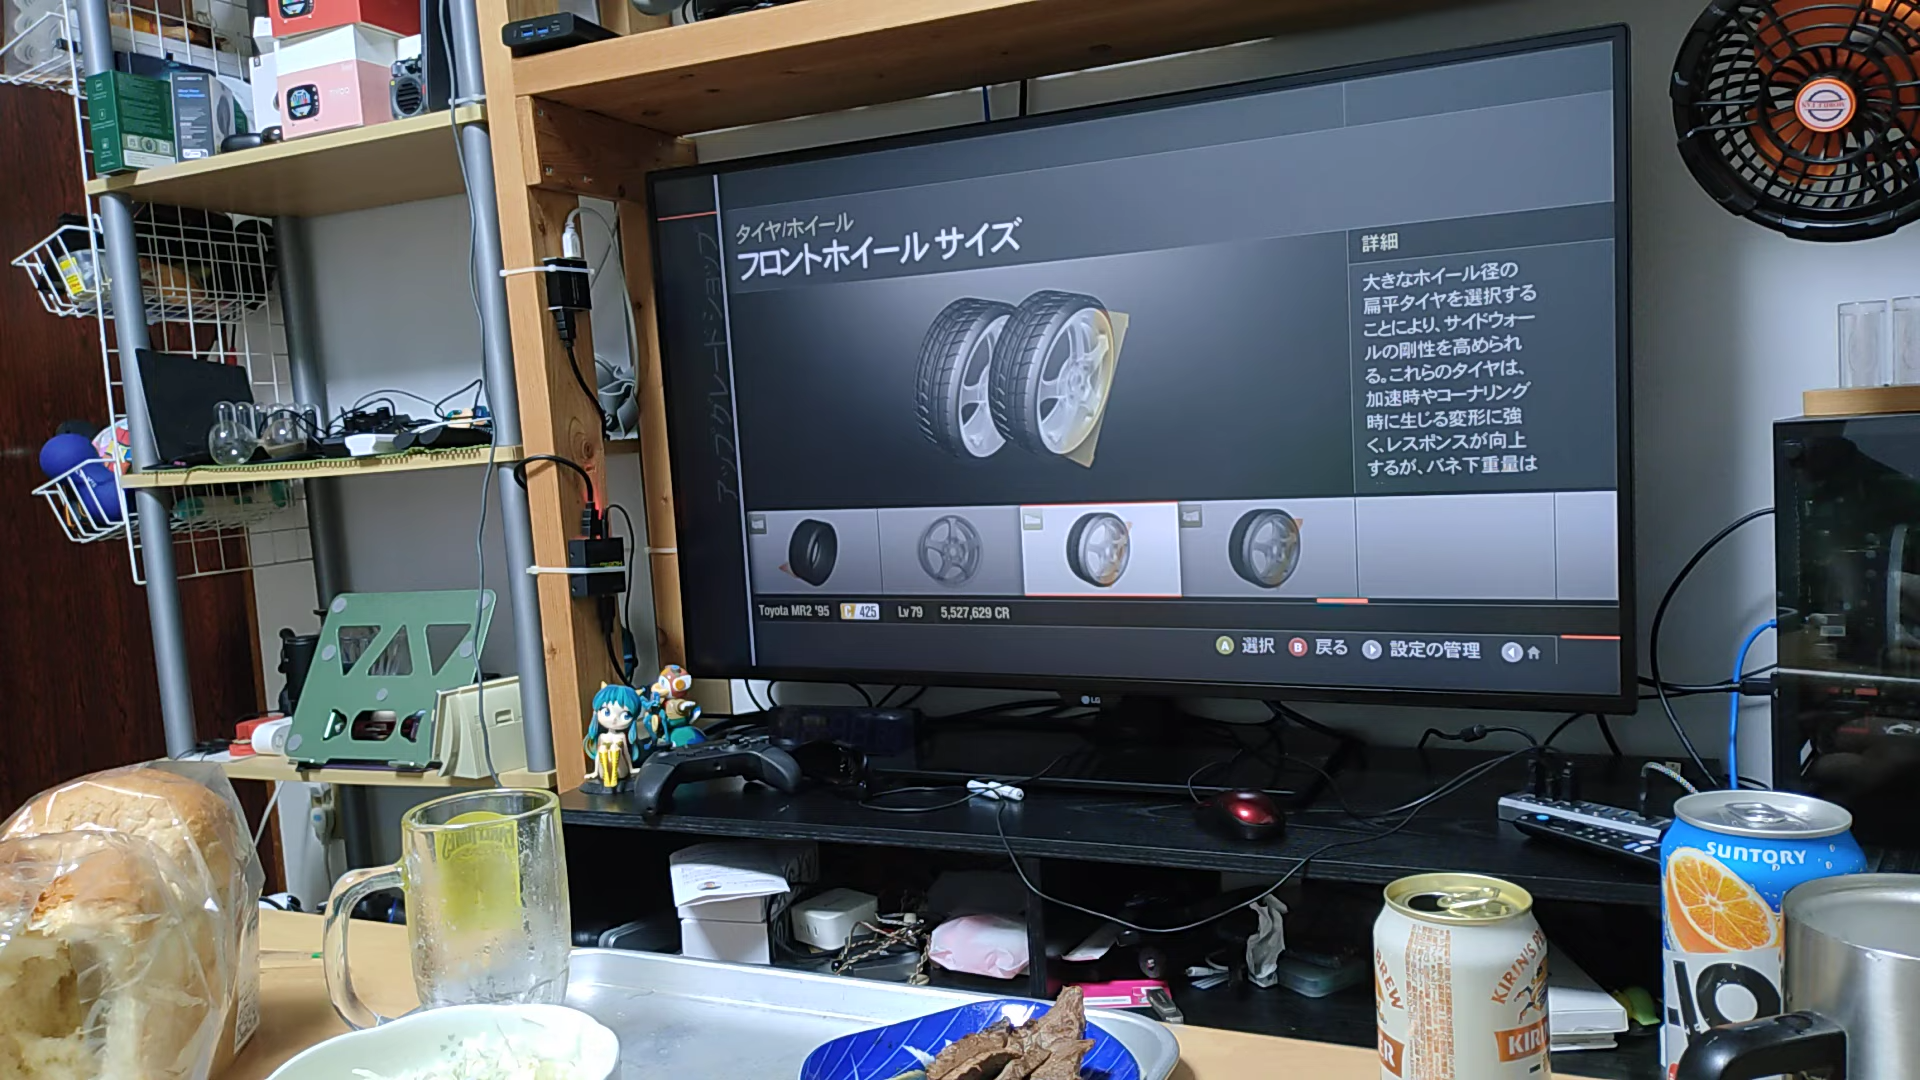 タイヤ/ホイール
フロントホイール サイズ
アップグレードショップ
詳細
大きなホイール径の
扁平タイヤを選択する
ことにより、サイドウォー
ルの剛性を高められ
る。これらのタイヤは、
加速時やコーナリング
時に生じる変形に強
く、レスポンスが向上
するが、バネ下重量は
Toyota MR2 '95
C 425
Lv 79
5,527,629 CR
A 選択
B 戻る
設定の管理
LG
SUNTORY
KIRIN'S
BREW